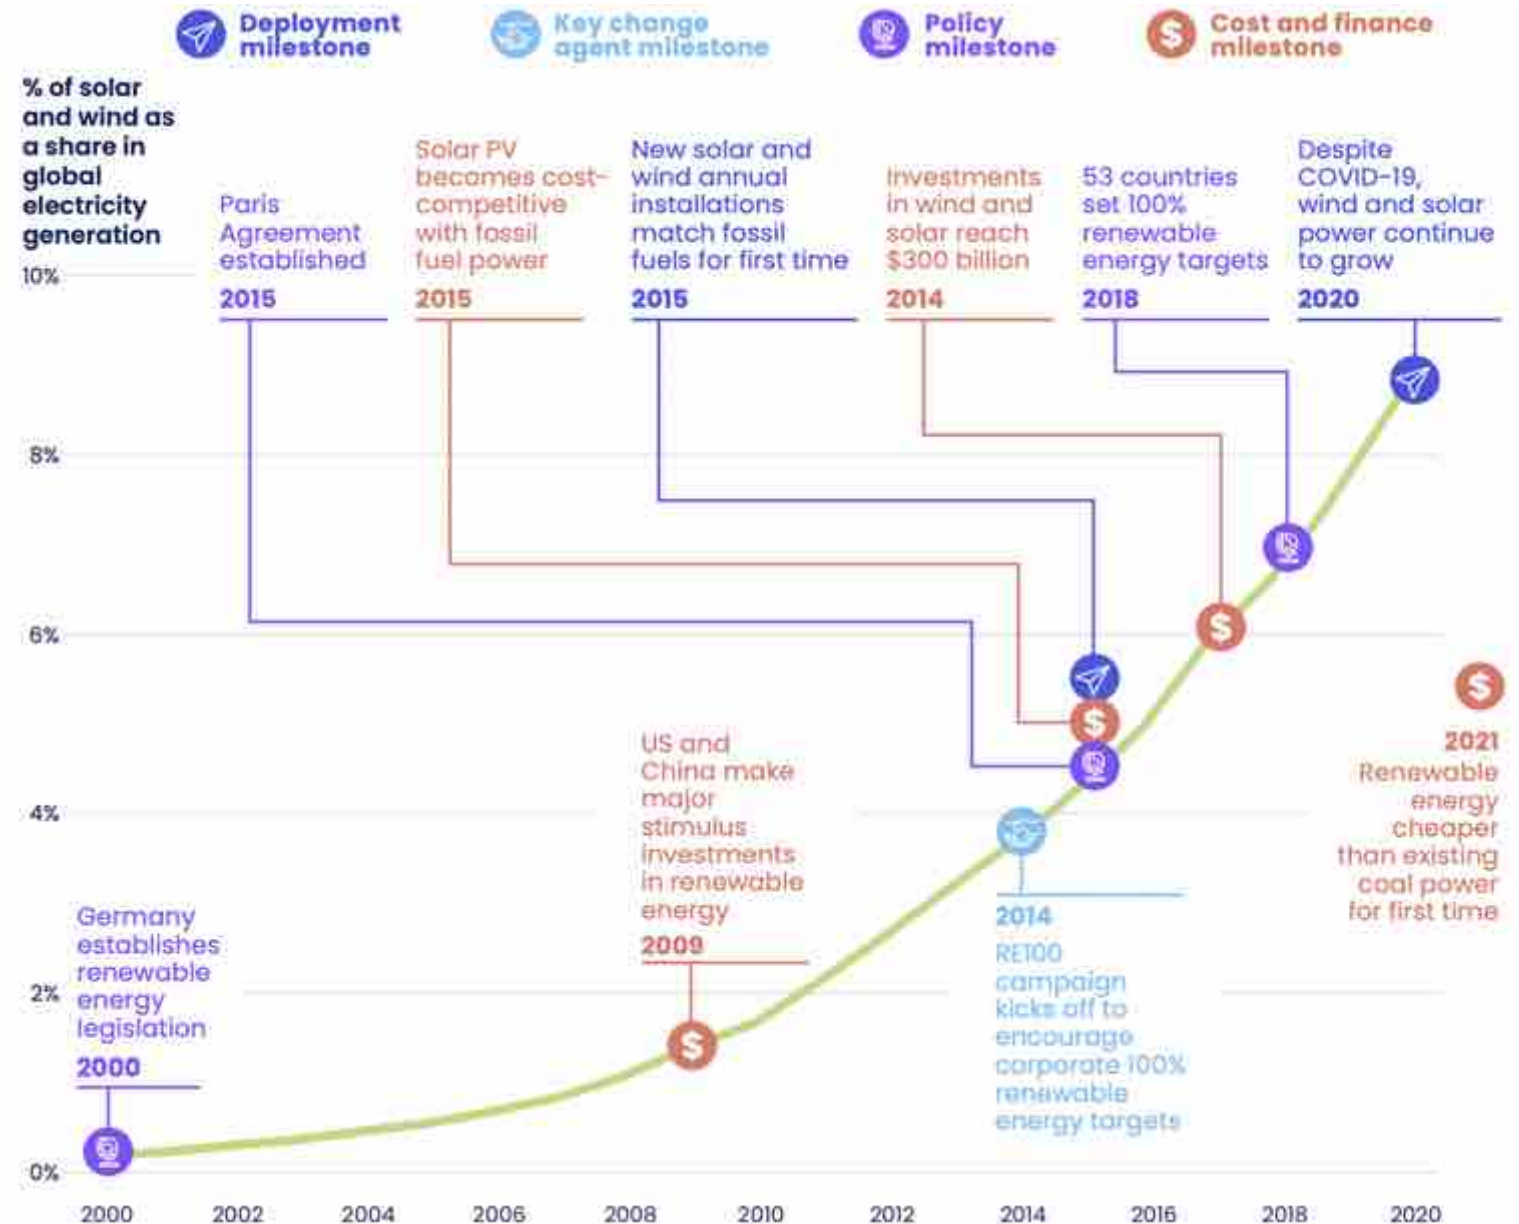 Deployment
milestone
Key change
agent milestone
Policy
milestone
Cost and finance
milestone
% of solar
and wind as
a share in
global
electricity
generation
Paris
Agreement
established
2015
Solar PV
becomes cost-
competitive
with fossil
fuel power
2015
New solar and
wind annual
installations
match fossil
fuels for first time
2015
Investments
in wind and
solar reach
$300 billion
2014
53 countries
set 100%
renewable
energy targets
2018
Despite
COVID-19,
wind and solar
power continue
to grow
2020
10%
8%
6%
4%
2%
0%
US and
China make
major
stimulus
investments
in renewable
energy
2009
2021
Renewable
energy
cheaper
than existing
coal power
for first time
Germany
establishes
renewable
energy
legislation
2000
2014
RE100
campaign
kicks off to
encourage
corporate 100%
renewable
energy targets
2000 2002 2004 2006 2008 2010 2012 2014 2016 2018 2020